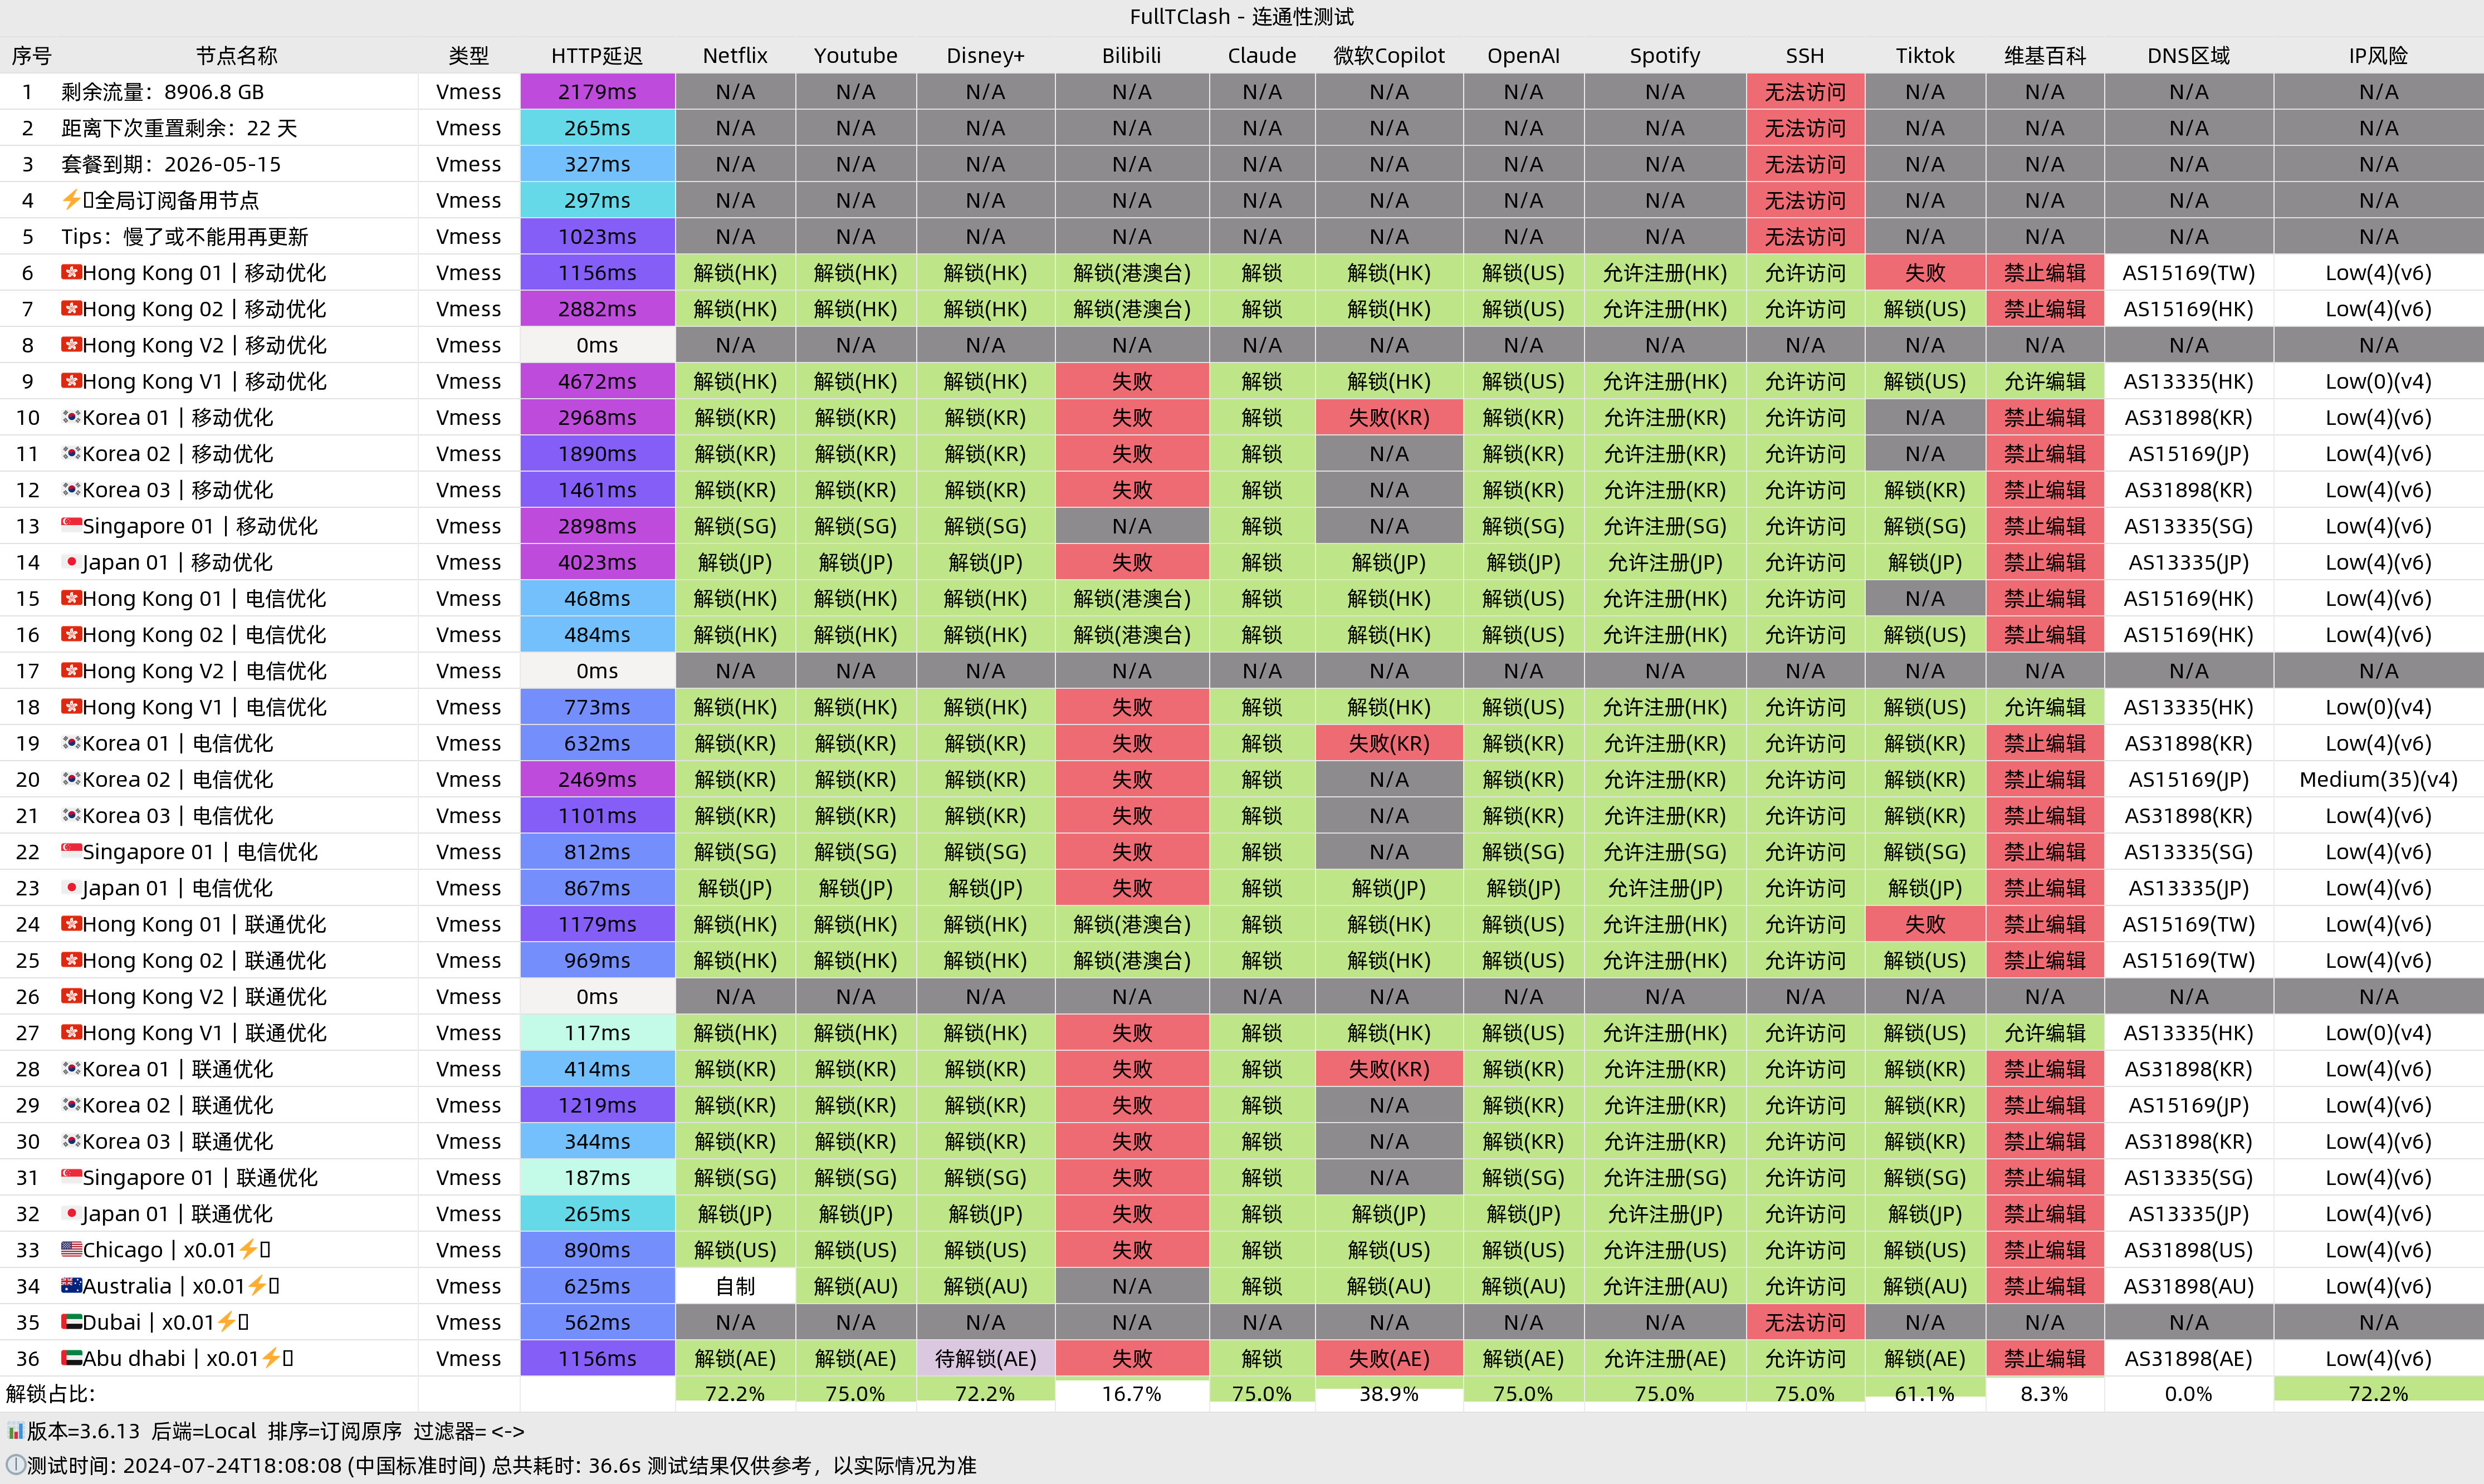 FullTClash - 连通性测试
序号 节点名称 类型 HTTP延迟 Netflix Youtube Disney+ Bilibili Claude 微软Copilot OpenAI Spotify SSH Tiktok 维基百科 DNS区域 IP风险
1 剩余流量：8906.8 GB Vmess 2179ms N/A N/A N/A N/A N/A N/A N/A N/A 无法访问 N/A N/A N/A N/A
2 距离下次重置剩余：22 天 Vmess 265ms N/A N/A N/A N/A N/A N/A N/A N/A 无法访问 N/A N/A N/A N/A
3 套餐到期：2026-05-15 Vmess 327ms N/A N/A N/A N/A N/A N/A N/A N/A 无法访问 N/A N/A N/A N/A
4 ⚡全局订阅备用节点 Vmess 297ms N/A N/A N/A N/A N/A N/A N/A N/A 无法访问 N/A N/A N/A N/A
5 Tips：慢了或不能用再更新 Vmess 1023ms N/A N/A N/A N/A N/A N/A N/A N/A 无法访问 N/A N/A N/A N/A
6 🇭🇰Hong Kong 01 | 移动优化 Vmess 1156ms 解锁(HK) 解锁(HK) 解锁(HK) 解锁(港澳台) 解锁 解锁(HK) 解锁(US) 允许注册(HK) 允许访问 失败 禁止编辑 AS15169(TW) Low(4)(v6)
7 🇭🇰Hong Kong 02 | 移动优化 Vmess 2882ms 解锁(HK) 解锁(HK) 解锁(HK) 解锁(港澳台) 解锁 解锁(HK) 解锁(US) 允许注册(HK) 允许访问 解锁(US) 禁止编辑 AS15169(HK) Low(4)(v6)
8 🇭🇰Hong Kong V2 | 移动优化 Vmess 0ms N/A N/A N/A N/A N/A N/A N/A N/A N/A N/A N/A N/A N/A
9 🇭🇰Hong Kong V1 | 移动优化 Vmess 4672ms 解锁(HK) 解锁(HK) 解锁(HK) 失败 解锁 解锁(HK) 解锁(US) 允许注册(HK) 允许访问 解锁(US) 允许编辑 AS13335(HK) Low(0)(v4)
10 🇰🇷Korea 01 | 移动优化 Vmess 2968ms 解锁(KR) 解锁(KR) 解锁(KR) 失败 解锁 失败(KR) 解锁(KR) 允许注册(KR) 允许访问 N/A 禁止编辑 AS31898(KR) Low(4)(v6)
11 🇰🇷Korea 02 | 移动优化 Vmess 1890ms 解锁(KR) 解锁(KR) 解锁(KR) 失败 解锁 N/A 解锁(KR) 允许注册(KR) 允许访问 N/A 禁止编辑 AS15169(JP) Low(4)(v6)
12 🇰🇷Korea 03 | 移动优化 Vmess 1461ms 解锁(KR) 解锁(KR) 解锁(KR) 失败 解锁 N/A 解锁(KR) 允许注册(KR) 允许访问 解锁(KR) 禁止编辑 AS31898(KR) Low(4)(v6)
13 🇸🇬Singapore 01 | 移动优化 Vmess 2898ms 解锁(SG) 解锁(SG) 解锁(SG) N/A 解锁 N/A 解锁(SG) 允许注册(SG) 允许访问 解锁(SG) 禁止编辑 AS13335(SG) Low(4)(v6)
14 🇯🇵Japan 01 | 移动优化 Vmess 4023ms 解锁(JP) 解锁(JP) 解锁(JP) 失败 解锁 解锁(JP) 解锁(JP) 允许注册(JP) 允许访问 解锁(JP) 禁止编辑 AS13335(JP) Low(4)(v6)
15 🇭🇰Hong Kong 01 | 电信优化 Vmess 468ms 解锁(HK) 解锁(HK) 解锁(HK) 解锁(港澳台) 解锁 解锁(HK) 解锁(US) 允许注册(HK) 允许访问 N/A 禁止编辑 AS15169(HK) Low(4)(v6)
16 🇭🇰Hong Kong 02 | 电信优化 Vmess 484ms 解锁(HK) 解锁(HK) 解锁(HK) 解锁(港澳台) 解锁 解锁(HK) 解锁(US) 允许注册(HK) 允许访问 解锁(US) 禁止编辑 AS15169(HK) Low(4)(v6)
17 🇭🇰Hong Kong V2 | 电信优化 Vmess 0ms N/A N/A N/A N/A N/A N/A N/A N/A N/A N/A N/A N/A N/A
18 🇭🇰Hong Kong V1 | 电信优化 Vmess 773ms 解锁(HK) 解锁(HK) 解锁(HK) 失败 解锁 解锁(HK) 解锁(US) 允许注册(HK) 允许访问 解锁(US) 允许编辑 AS13335(HK) Low(0)(v4)
19 🇰🇷Korea 01 | 电信优化 Vmess 632ms 解锁(KR) 解锁(KR) 解锁(KR) 失败 解锁 失败(KR) 解锁(KR) 允许注册(KR) 允许访问 解锁(KR) 禁止编辑 AS31898(KR) Low(4)(v6)
20 🇰🇷Korea 02 | 电信优化 Vmess 2469ms 解锁(KR) 解锁(KR) 解锁(KR) 失败 解锁 N/A 解锁(KR) 允许注册(KR) 允许访问 解锁(KR) 禁止编辑 AS15169(JP) Medium(35)(v4)
21 🇰🇷Korea 03 | 电信优化 Vmess 1101ms 解锁(KR) 解锁(KR) 解锁(KR) 失败 解锁 N/A 解锁(KR) 允许注册(KR) 允许访问 解锁(KR) 禁止编辑 AS31898(KR) Low(4)(v6)
22 🇸🇬Singapore 01 | 电信优化 Vmess 812ms 解锁(SG) 解锁(SG) 解锁(SG) 失败 解锁 N/A 解锁(SG) 允许注册(SG) 允许访问 解锁(SG) 禁止编辑 AS13335(SG) Low(4)(v6)
23 🇯🇵Japan 01 | 电信优化 Vmess 867ms 解锁(JP) 解锁(JP) 解锁(JP) 失败 解锁 解锁(JP) 解锁(JP) 允许注册(JP) 允许访问 解锁(JP) 禁止编辑 AS13335(JP) Low(4)(v6)
24 🇭🇰Hong Kong 01 | 联通优化 Vmess 1179ms 解锁(HK) 解锁(HK) 解锁(HK) 解锁(港澳台) 解锁 解锁(HK) 解锁(US) 允许注册(HK) 允许访问 失败 禁止编辑 AS15169(TW) Low(4)(v6)
25 🇭🇰Hong Kong 02 | 联通优化 Vmess 969ms 解锁(HK) 解锁(HK) 解锁(HK) 解锁(港澳台) 解锁 解锁(HK) 解锁(US) 允许注册(HK) 允许访问 解锁(US) 禁止编辑 AS15169(TW) Low(4)(v6)
26 🇭🇰Hong Kong V2 | 联通优化 Vmess 0ms N/A N/A N/A N/A N/A N/A N/A N/A N/A N/A N/A N/A N/A
27 🇭🇰Hong Kong V1 | 联通优化 Vmess 117ms 解锁(HK) 解锁(HK) 解锁(HK) 失败 解锁 解锁(HK) 解锁(US) 允许注册(HK) 允许访问 解锁(US) 允许编辑 AS13335(HK) Low(0)(v4)
28 🇰🇷Korea 01 | 联通优化 Vmess 414ms 解锁(KR) 解锁(KR) 解锁(KR) 失败 解锁 失败(KR) 解锁(KR) 允许注册(KR) 允许访问 解锁(KR) 禁止编辑 AS31898(KR) Low(4)(v6)
29 🇰🇷Korea 02 | 联通优化 Vmess 1219ms 解锁(KR) 解锁(KR) 解锁(KR) 失败 解锁 N/A 解锁(KR) 允许注册(KR) 允许访问 解锁(KR) 禁止编辑 AS15169(JP) Low(4)(v6)
30 🇰🇷Korea 03 | 联通优化 Vmess 344ms 解锁(KR) 解锁(KR) 解锁(KR) 失败 解锁 N/A 解锁(KR) 允许注册(KR) 允许访问 解锁(KR) 禁止编辑 AS31898(KR) Low(4)(v6)
31 🇸🇬Singapore 01 | 联通优化 Vmess 187ms 解锁(SG) 解锁(SG) 解锁(SG) 失败 解锁 N/A 解锁(SG) 允许注册(SG) 允许访问 解锁(SG) 禁止编辑 AS13335(SG) Low(4)(v6)
32 🇯🇵Japan 01 | 联通优化 Vmess 265ms 解锁(JP) 解锁(JP) 解锁(JP) 失败 解锁 解锁(JP) 解锁(JP) 允许注册(JP) 允许访问 解锁(JP) 禁止编辑 AS13335(JP) Low(4)(v6)
33 🇺🇸Chicago | x0.01⚡ Vmess 890ms 解锁(US) 解锁(US) 解锁(US) 失败 解锁 解锁(US) 解锁(US) 允许注册(US) 允许访问 解锁(US) 禁止编辑 AS31898(US) Low(4)(v6)
34 🇦🇺Australia | x0.01⚡ Vmess 625ms 自制 解锁(AU) 解锁(AU) N/A 解锁 解锁(AU) 解锁(AU) 允许注册(AU) 允许访问 解锁(AU) 禁止编辑 AS31898(AU) Low(4)(v6)
35 🇦🇪Dubai | x0.01⚡ Vmess 562ms N/A N/A N/A N/A N/A N/A N/A N/A 无法访问 N/A N/A N/A N/A
36 🇦🇪Abu dhabi | x0.01⚡ Vmess 1156ms 解锁(AE) 解锁(AE) 待解锁(AE) 失败 解锁 失败(AE) 解锁(AE) 允许注册(AE) 允许访问 解锁(AE) 禁止编辑 AS31898(AE) Low(4)(v6)
解锁占比: 72.2% 75.0% 72.2% 16.7% 75.0% 38.9% 75.0% 75.0% 75.0% 61.1% 8.3% 0.0% 72.2%
📊版本=3.6.13 后端=Local 排序=订阅原序 过滤器= <->
🕕测试时间: 2024-07-24T18:08:08 (中国标准时间) 总共耗时: 36.6s 测试结果仅供参考，以实际情况为准